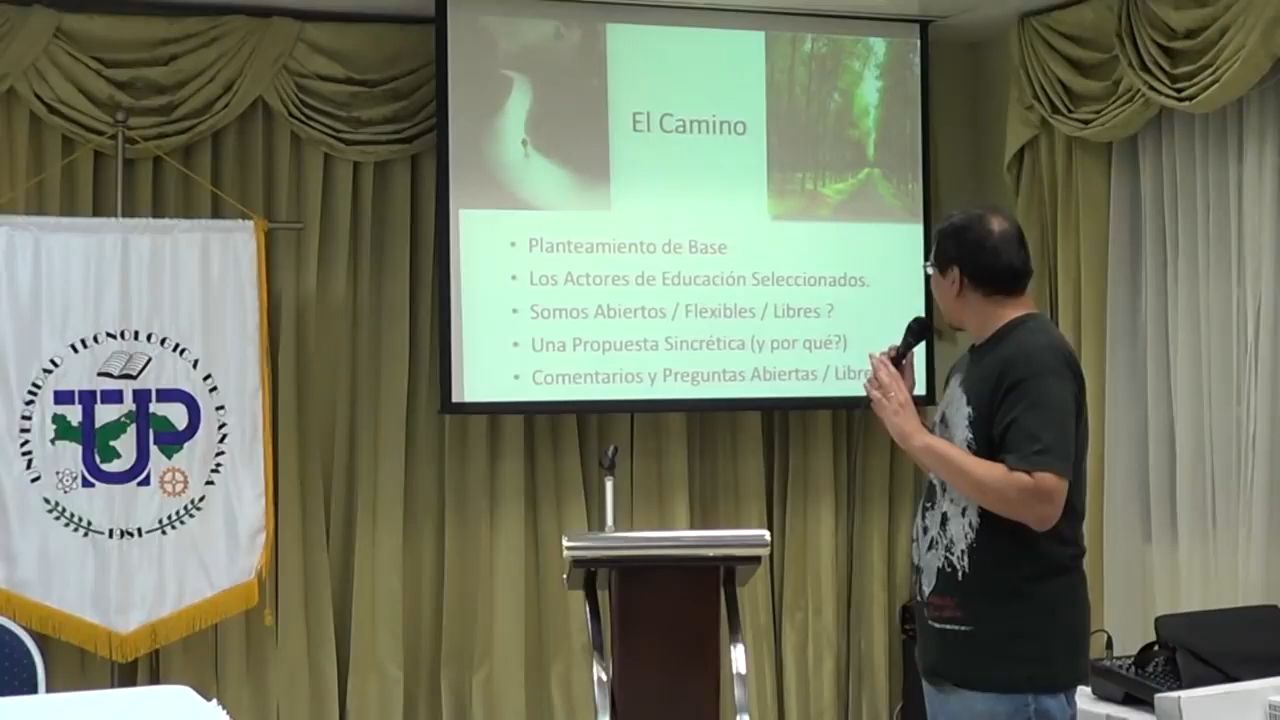 El Camino
• Planteamiento de Base
• Los Actores de Educación Seleccionados.
• Somos Abiertos / Flexibles / Libres ?
• Una Propuesta Sincrética (y por qué?)
• Comentarios y Preguntas Abiertas / Libre
UNIVERSIDAD TECNOLOGICA DE PANAMA
UTP
1981